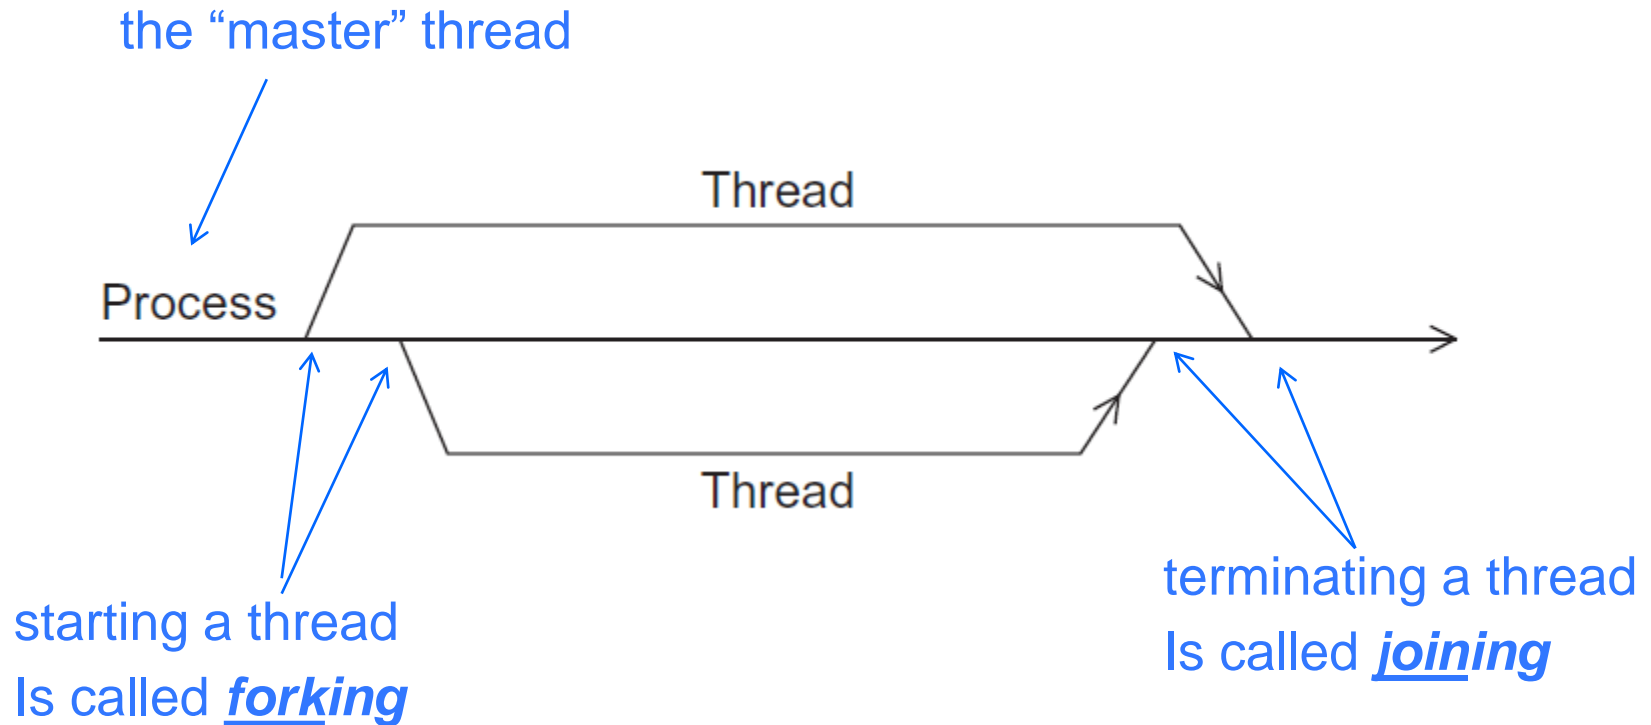 the “master” thread
Thread
Process
Thread
starting a thread
Is called forking
terminating a thread
Is called joining